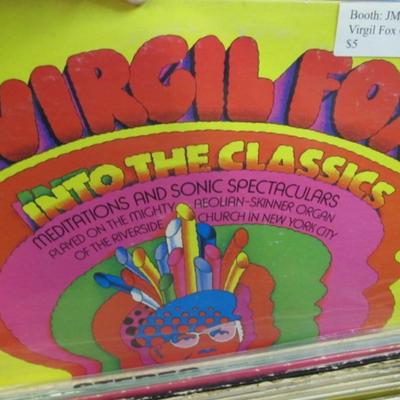 Booth: JM
Virgil Fox
$5
VIRGIL FOX
INTO THE CLASSICS
MEDITATIONS AND SONIC SPECTACULARS
PLAYED ON THE MIGHTY AEOLIAN-SKINNER ORGAN
OF THE RIVERSIDE CHURCH IN NEW YORK CITY